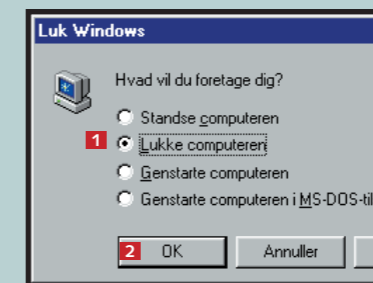 Luk Windows
Hvad vil du foretage dig?
Standse computeren
1 Lukke computeren
Genstarte computeren
Genstarte computeren i MS-DOS-til
2 OK Annuller